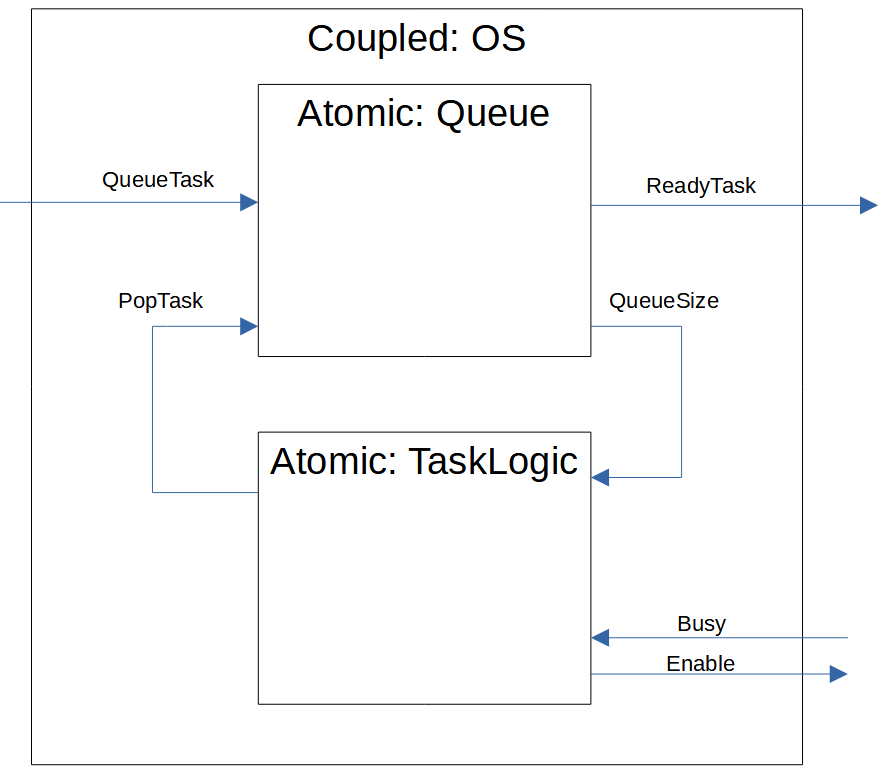 Coupled: OS
Atomic: Queue
QueueTask
ReadyTask
PopTask
QueueSize
Atomic: TaskLogic
Busy
Enable